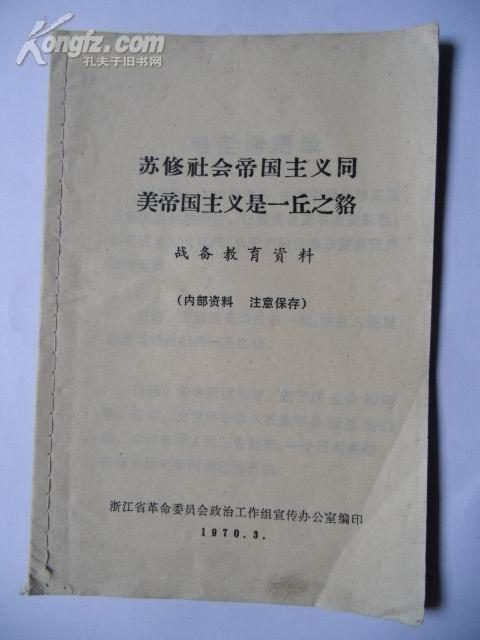 Kongfz.com
孔夫子旧书网
苏修社会帝国主义同
美帝国主义是一丘之貉
战备教育資料
（内部资料　注意保存）
浙江省革命委员会政治工作组宣传办公室编印
1970.3.